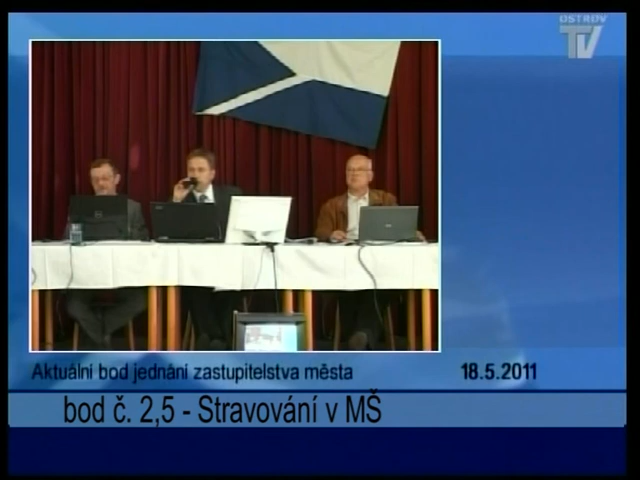 OSTROV
TV
Aktuální bod jednání zastupitelstva města 18.5.2011
bod č. 2,5 - Stravování v MŠ